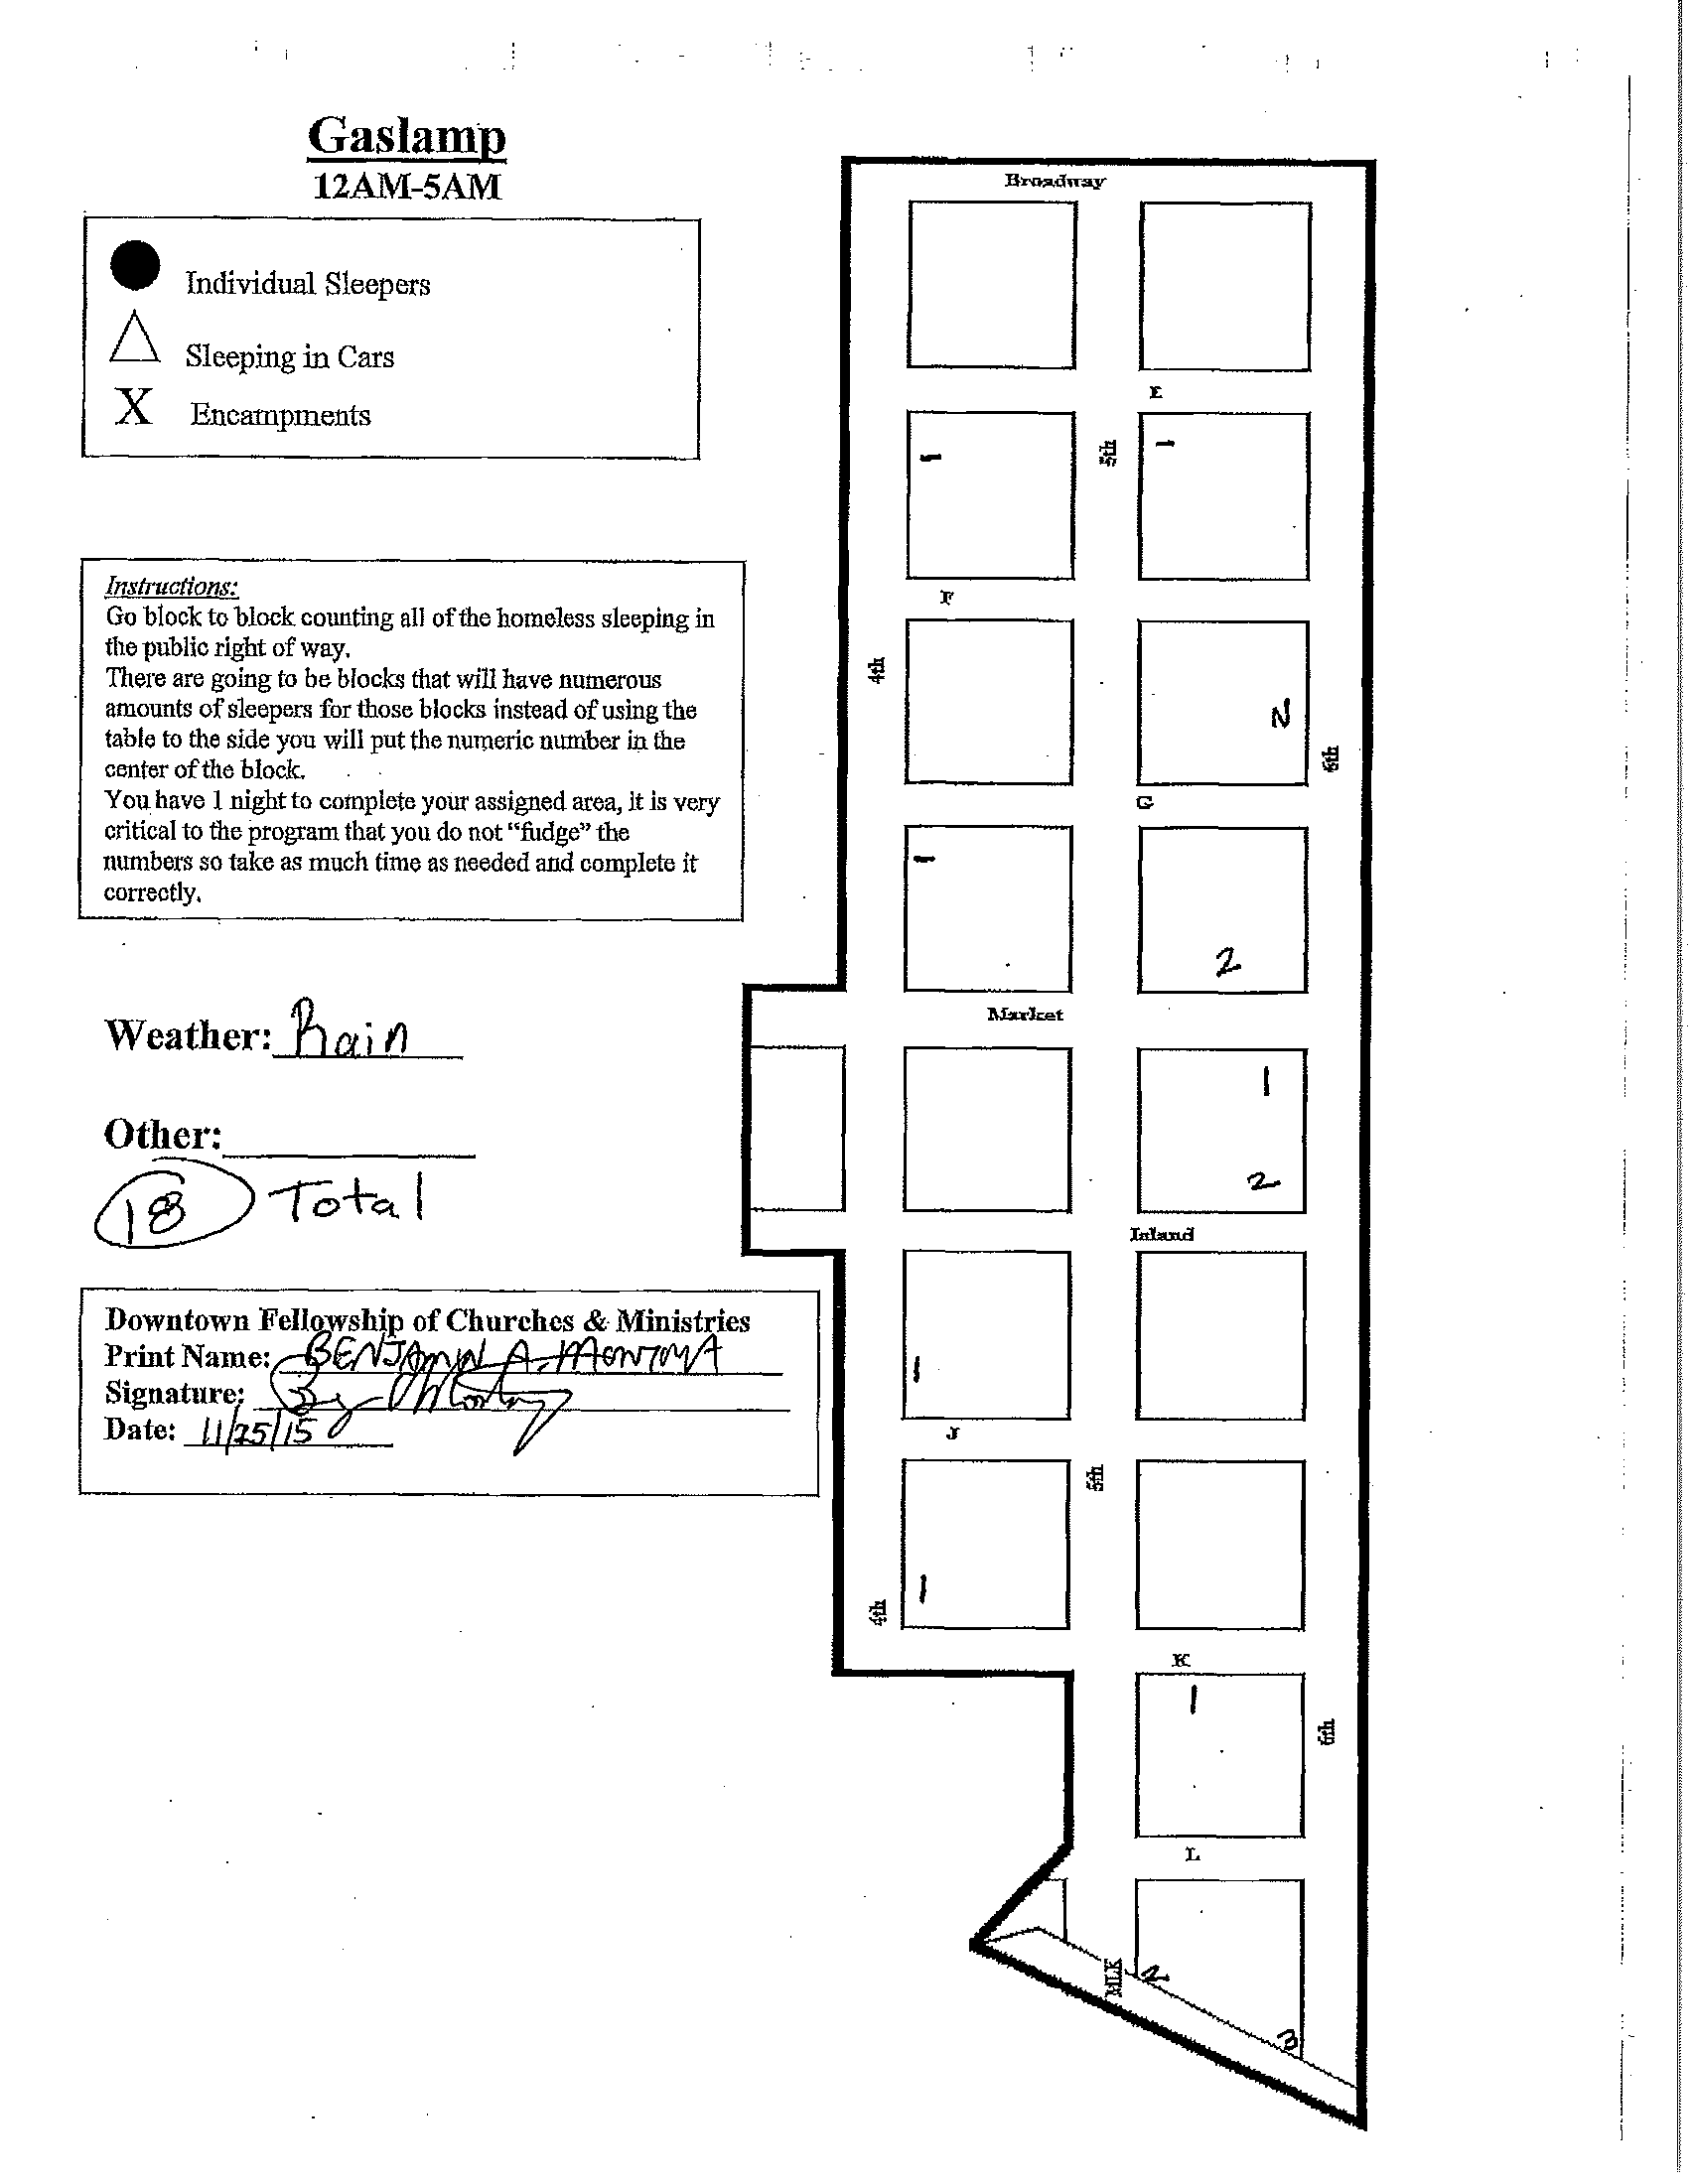 Gaslamp
12AM-5AM
Individual Sleepers
Sleeping in Cars
X Encampments
Instructions:
Go block to block counting all of the homeless sleeping in
the public right of way.
There are going to be blocks that will have numerous
amounts of sleepers for those blocks instead of using the
table to the side you will put the numeric number in the
center of the block.
You have 1 night to complete your assigned area, it is very
critical to the program that you do not "fudge" the
numbers so take as much time as needed and complete it
correctly.
Weather: Rain
Other:
18 Total
Downtown Fellowship of Churches & Ministries
Print Name: BENJAMIN A. MONTOYA
Signature:
Date: 11/25/15
Broadway
E
1
5th
1
F
4th
2
6th
G
1
2
Market
1
2
Island
1
J
5th
1
4th
K
1
6th
L
MLK
2
3